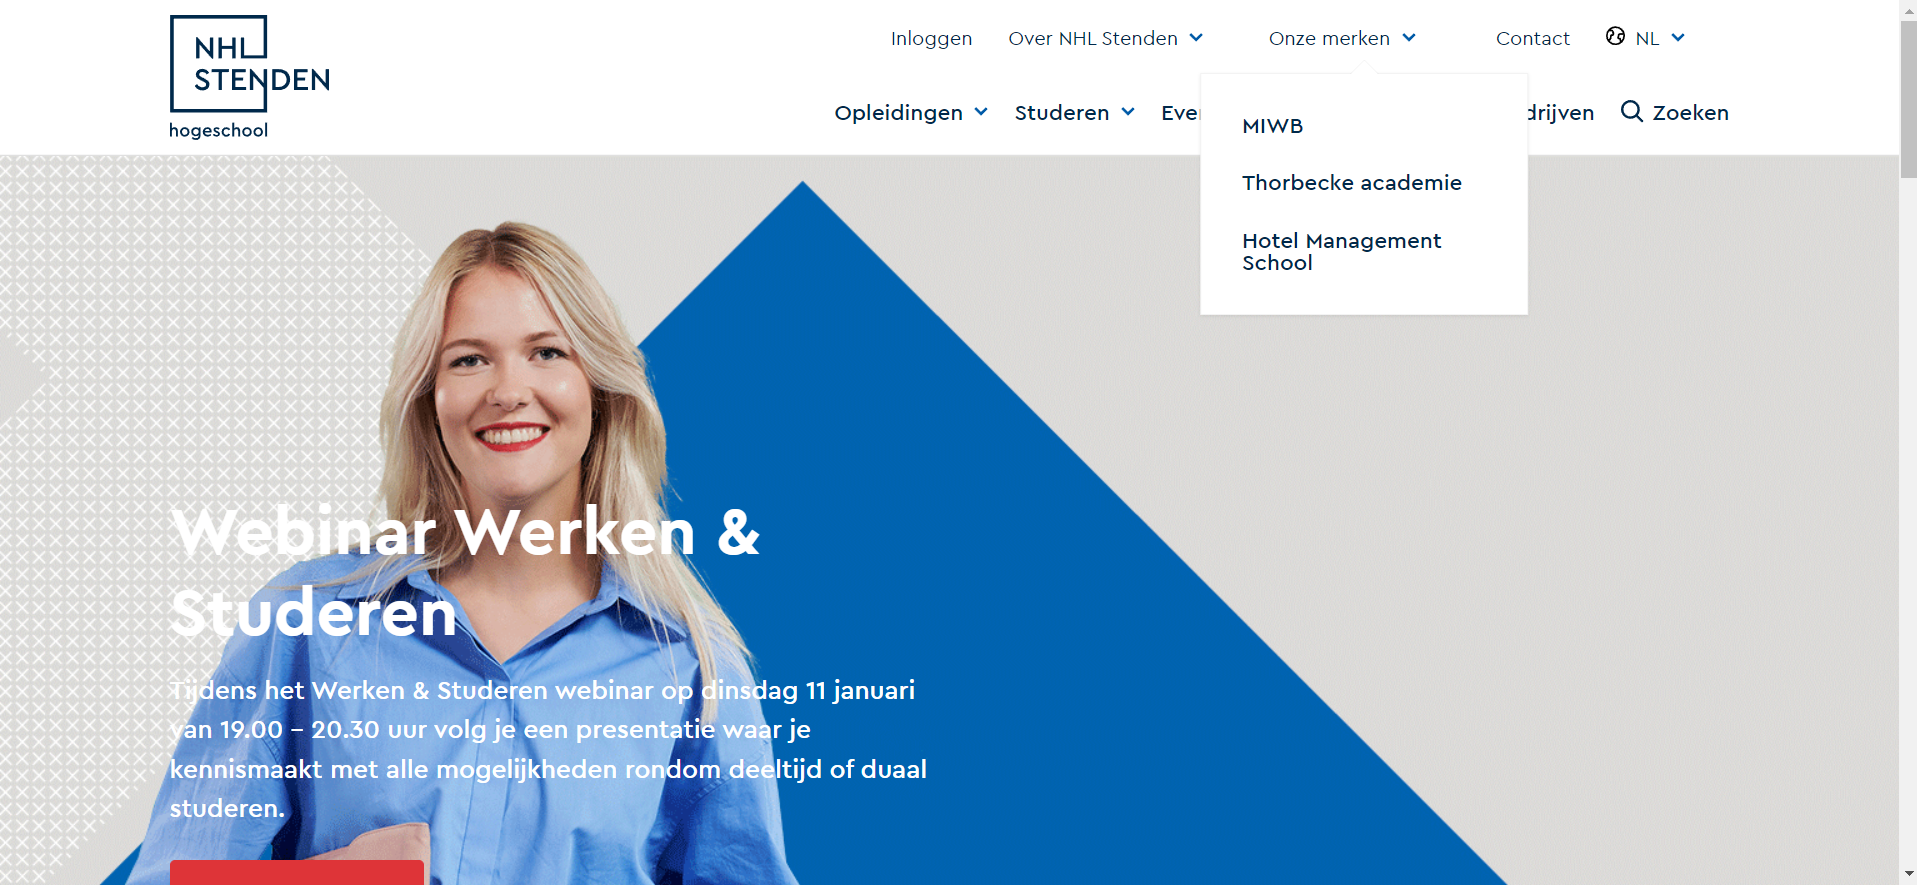 NHL
STENDEN
hogeschool
Inloggen
Over NHL Stenden
Onze merken
Contact
NL
Opleidingen
Studeren
Zoeken
MIWB
Thorbecke academie
Hotel Management
School
Webinar Werken &
Studeren
Tijdens het Werken & Studeren webinar op dinsdag 11 januari
van 19.00 – 20.30 uur volg je een presentatie waar je
kennismaakt met alle mogelijkheden rondom deeltijd of duaal
studeren.